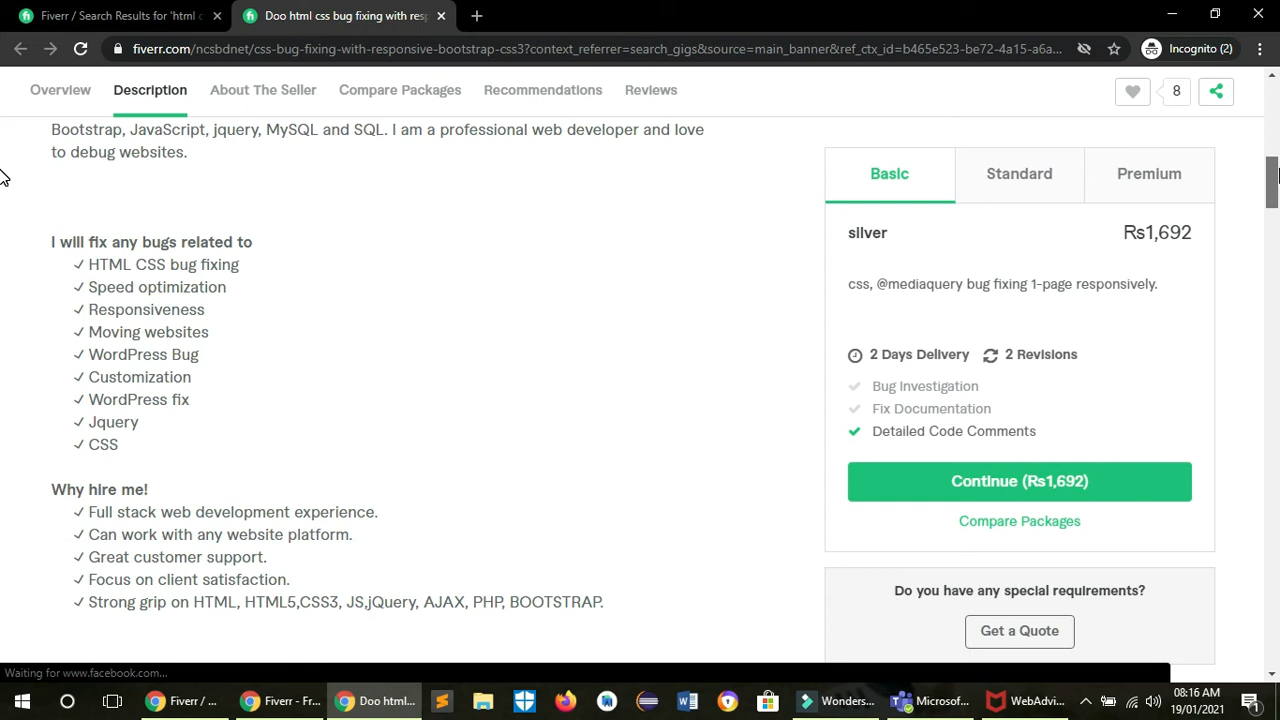 Fiverr / Search Results for 'html c
Doo html css bug fixing with resp
fiverr.com/ncsbdnet/css-bug-fixing-with-responsive-bootstrap-css3?context_referrer=search_gigs&source=main_banner&ref_ctx_id=b465e523-be72-4a15-a6a...
Incognito (2)
Overview
Description
About The Seller
Compare Packages
Recommendations
Reviews
8
Bootstrap, JavaScript, jquery, MySQL and SQL. I am a professional web developer and love
to debug websites.
I will fix any bugs related to
✓ HTML CSS bug fixing
✓ Speed optimization
✓ Responsiveness
✓ Moving websites
✓ WordPress Bug
✓ Customization
✓ WordPress fix
✓ Jquery
✓ CSS
Why hire me!
✓ Full stack web development experience.
✓ Can work with any website platform.
✓ Great customer support.
✓ Focus on client satisfaction.
✓ Strong grip on HTML, HTML5,CSS3, JS,jQuery, AJAX, PHP, BOOTSTRAP.
Basic
Standard
Premium
silver
₨1,692
css, @mediaquery bug fixing 1-page responsively.
2 Days Delivery
2 Revisions
Bug Investigation
Fix Documentation
Detailed Code Comments
Continue (₨1,692)
Compare Packages
Do you have any special requirements?
Get a Quote
Waiting for www.facebook.com...
Fiverr / ...
Fiverr - Fr...
Doo html...
Wonders...
Microsof...
WebAdvi...
08:16 AM
19/01/2021
1